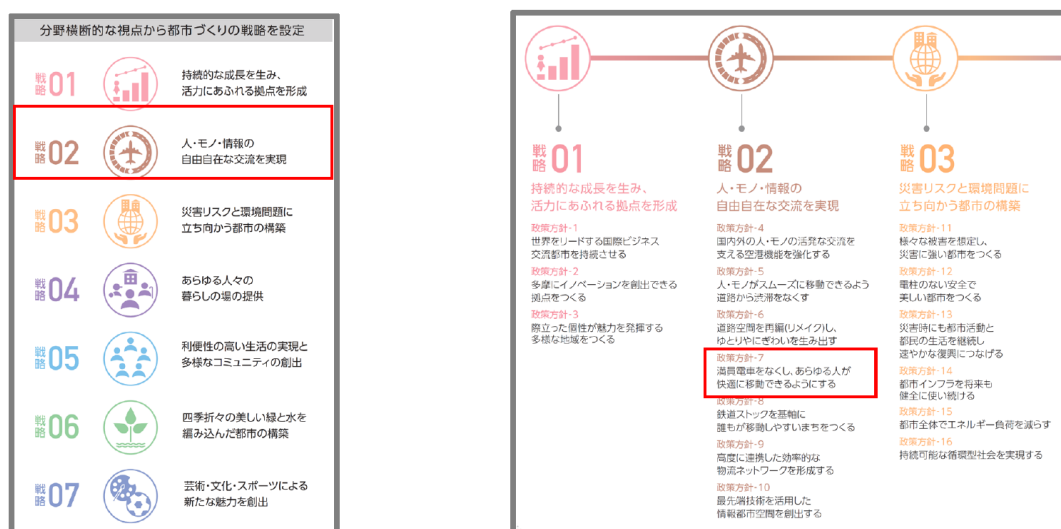 分野横断的な視点から都市づくりの戦略を設定
戦略01
持続的な成長を生み、
活力にあふれる拠点を形成
戦略02
人・モノ・情報の
自由自在な交流を実現
戦略03
災害リスクと環境問題に
立ち向かう都市の構築
戦略04
あらゆる人々の
暮らしの場の提供
戦略05
利便性の高い生活の実現と
多様なコミュニティの創出
戦略06
四季折々の美しい緑と水を
編み込んだ都市の構築
戦略07
芸術・文化・スポーツによる
新たな魅力を創出
戦略01
持続的な成長を生み、
活力にあふれる拠点を形成
政策方針-1
世界をリードする国際ビジネス
交流都市を持続させる
政策方針-2
多摩にイノベーションを創出できる
拠点をつくる
政策方針-3
際立った個性が魅力を発揮する
多様な地域をつくる
戦略02
人・モノ・情報の
自由自在な交流を実現
政策方針-4
国内外の人・モノの活発な交流を
支える空港機能を強化する
政策方針-5
人・モノがスムーズに移動できるよう
道路から渋滞をなくす
政策方針-6
道路空間を再編(リメイク)し、
ゆとりやにぎわいを生み出す
政策方針-7
満員電車をなくし、あらゆる人が
快適に移動できるようにする
政策方針-8
鉄道ストックを基軸に
誰もが移動しやすいまちをつくる
政策方針-9
高度に連携した効率的な
物流ネットワークを形成する
政策方針-10
最先端技術を活用した
情報都市空間を創出する
戦略03
災害リスクと環境問題に
立ち向かう都市の構築
政策方針-11
様々な被害を想定し、
災害に強い都市をつくる
政策方針-12
電柱のない安全で
美しい都市をつくる
政策方針-13
災害時にも都市活動と
都民の生活を継続し
速やかな復興につなげる
政策方針-14
都市インフラを将来も
健全に使い続ける
政策方針-15
都市全体でエネルギー負荷を減らす
政策方針-16
持続可能な循環型社会を実現する